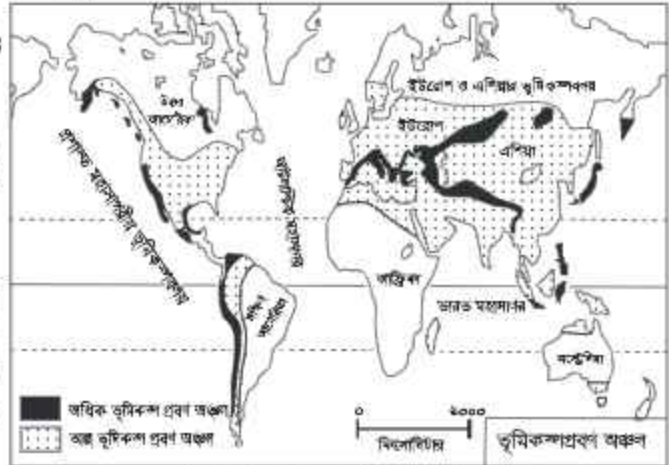 ইউরোপ ও এশিয়ার ভূমিকম্পবলয়
উত্তর
আমেরিকা
ইউরোপ
এশিয়া
প্রশান্ত মহাসাগরীয় ভূমিকম্পবলয়
আটলান্টিক মহাসাগর
আফ্রিকা
দক্ষিণ
আমেরিকা
ভারত মহাসাগর
অস্ট্রেলিয়া
অধিক ভূমিকম্প প্রবণ অঞ্চল
অল্প ভূমিকম্প প্রবণ অঞ্চল
০ ২০০০
কিলোমিটার
ভূমিকম্পপ্রবণ অঞ্চল